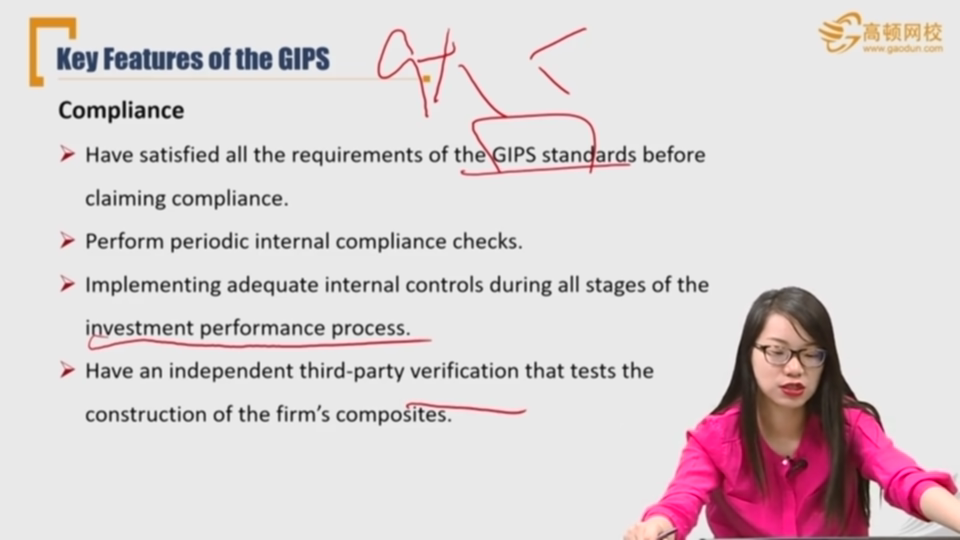 Key Features of the GIPS
高顿网校
www.gaodun.com
Compliance
Have satisfied all the requirements of the GIPS standards before
claiming compliance.
Perform periodic internal compliance checks.
Implementing adequate internal controls during all stages of the
investment performance process.
Have an independent third-party verification that tests the
construction of the firm's composites.